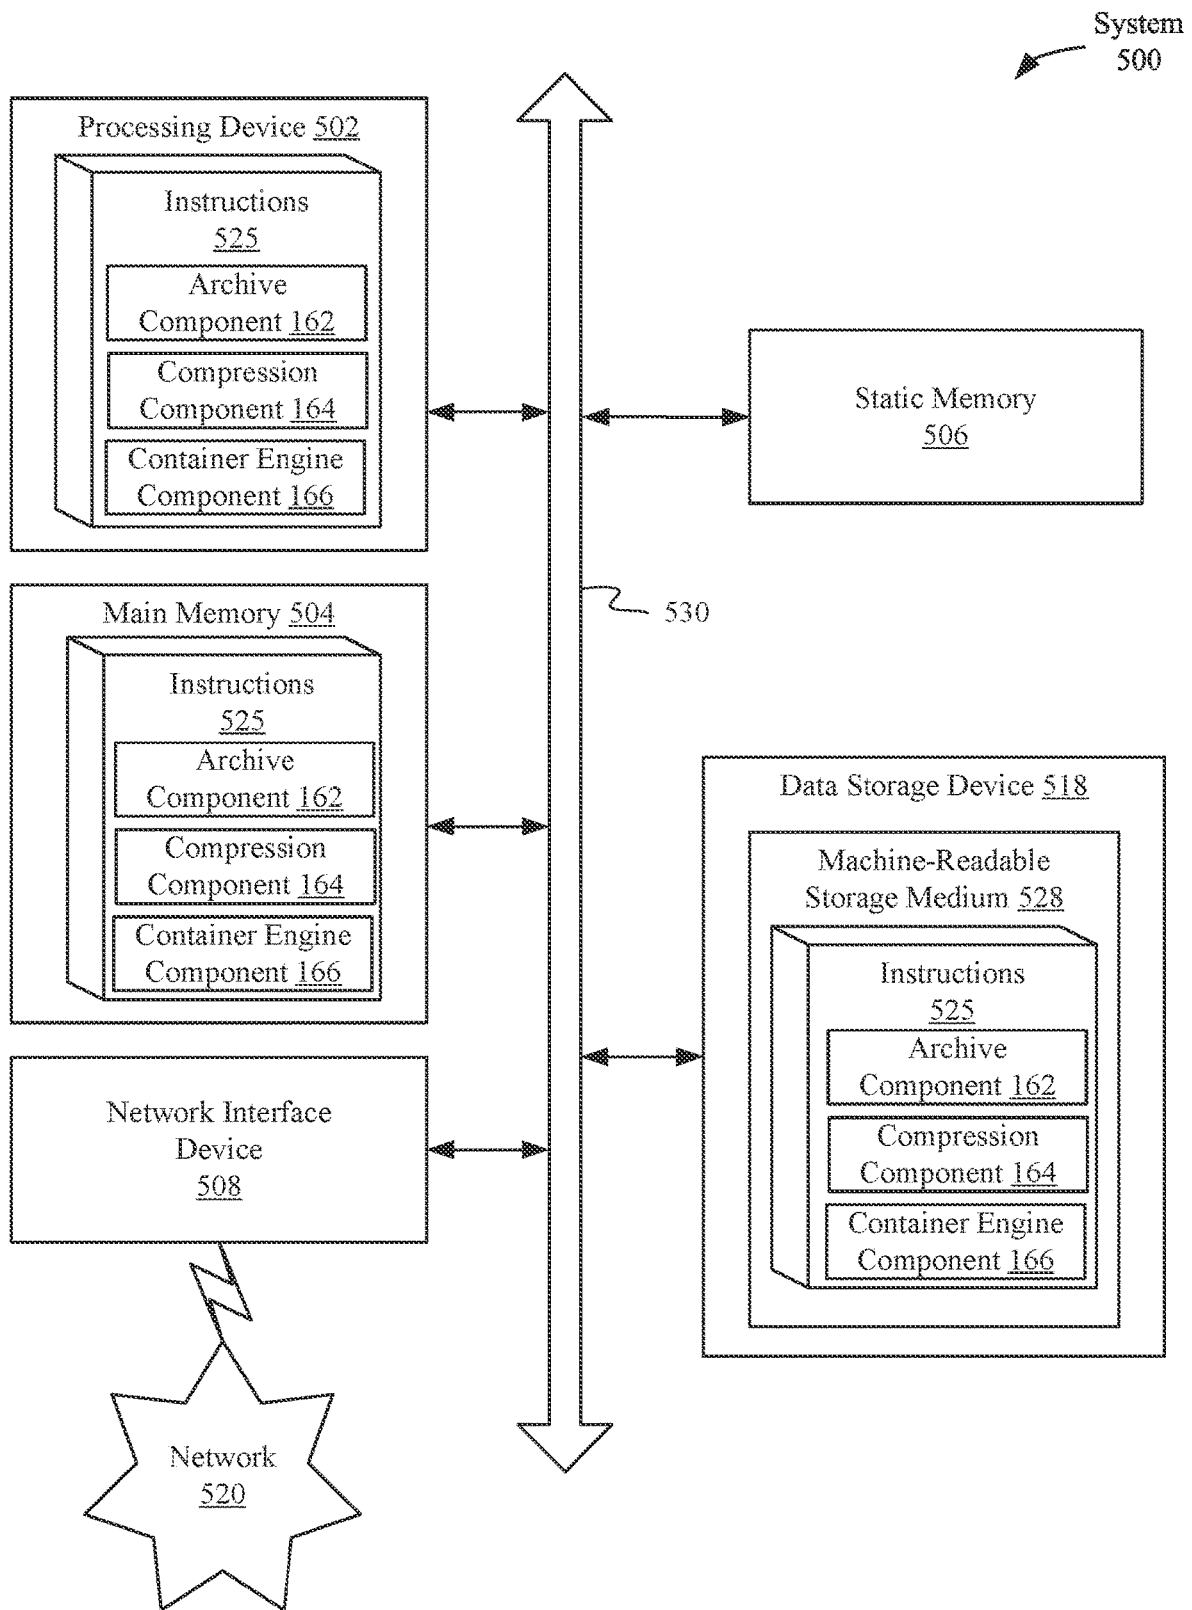 System
500
Processing Device 502
Instructions
525
Archive
Component 162
Compression
Component 164
Container Engine
Component 166
Static Memory
506
530
Main Memory 504
Instructions
525
Archive
Component 162
Compression
Component 164
Container Engine
Component 166
Data Storage Device 518
Machine-Readable
Storage Medium 528
Instructions
525
Archive
Component 162
Compression
Component 164
Container Engine
Component 166
Network Interface
Device
508
Network
520